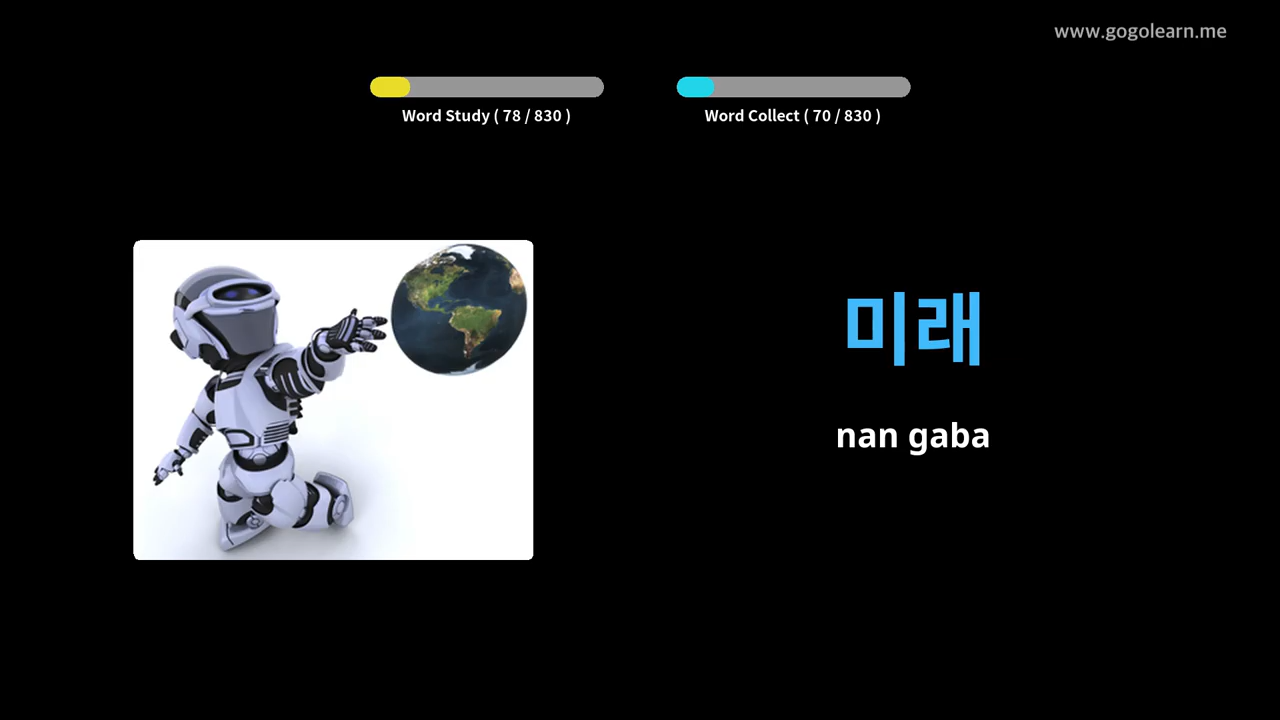 www.gogolearn.me
Word Study ( 78 / 830 )
Word Collect ( 70 / 830 )
미래
nan gaba